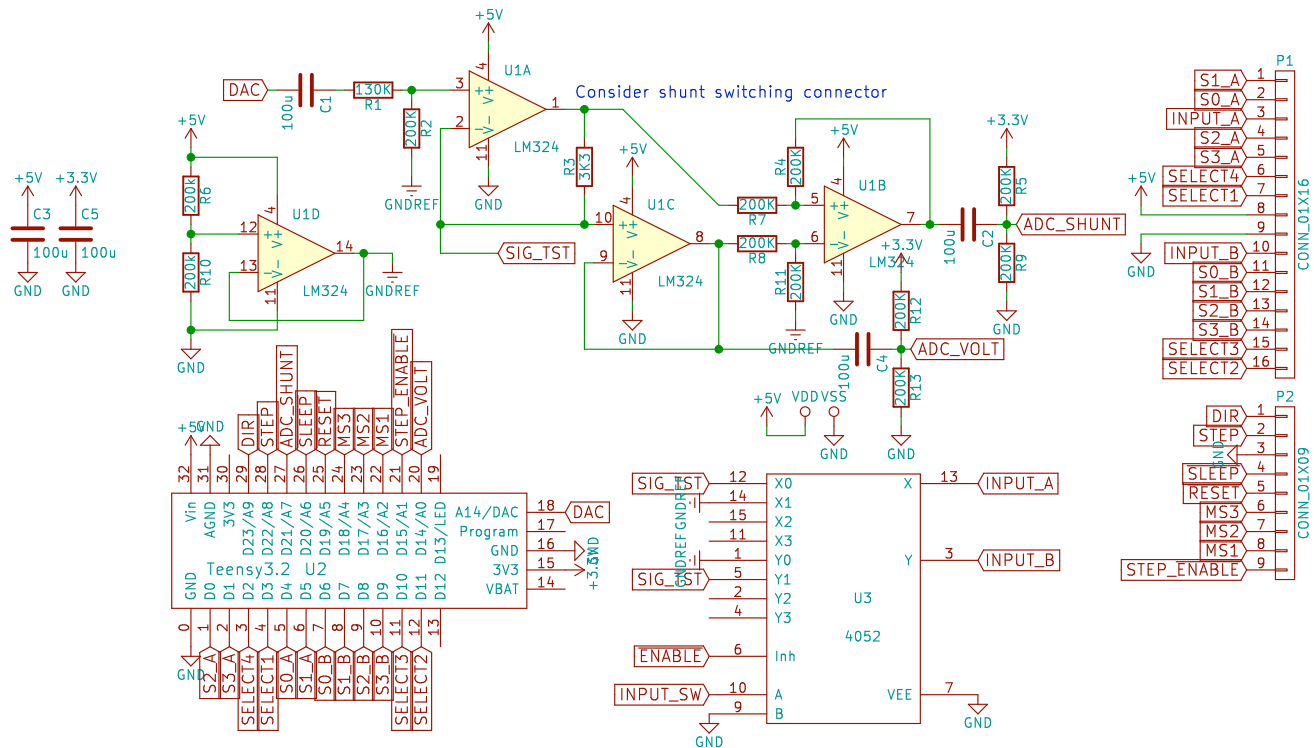 Consider shunt switching connector
+5V
4
U1A
DAC
100u
C1
130K
R1
3
++
V+
2
-
V-
11
1
LM324
200K
R2
GNDREF
GND
R3
3K3
SIG_TST
+5V
4
U1C
10
++
V+
9
-
V-
11
8
LM324
GND
200K
R7
200K
R8
R4
200K
+5V
4
U1B
5
++
V+
6
-
V-
11
7
LM324
GND
R11
200K
GNDREF
100u
C2
+3.3V
R5
200K
ADC_SHUNT
R9
200K
GND
+3.3V
R12
200K
100u
C4
ADC_VOLT
R13
200K
GND
+5V
VDD
VSS
GND
+5V
C3
100u
GND
+3.3V
C5
100u
GND
+5V
R6
200k
R10
200k
GND
4
U1D
12
++
V+
13
-
V-
11
14
LM324
GNDREF
P1
CONN_01X16
S1_A 1
S0_A 2
INPUT_A 3
S2_A 4
S3_A 5
SELECT4 6
SELECT1 7
+5V 8
GND 9
INPUT_B 10
S0_B 11
S1_B 12
S2_B 13
S3_B 14
SELECT3 15
SELECT2 16
P2
CONN_01X09
DIR 1
STEP 2
GND 3
SLEEP 4
RESET 5
MS3 6
MS2 7
MS1 8
STEP_ENABLE 9
Teensy3.2 U2
+5V 32 Vin
GND 31 AGND
30 3V3
DIR 29 D23/A9
STEP 28 D22/A8
ADC_SHUNT 27 D21/A7
SLEEP 26 D20/A6
RESET 25 D19/A5
MS3 24 D18/A4
MS2 23 D17/A3
MS1 22 D16/A2
STEP_ENABLE 21 D15/A1
ADC_VOLT 20 D14/A0
19 D13/LED
A14/DAC 18 DAC
Program 17
GND 16 GND
3V3 15 +3.3V
VBAT 14
GND 0 GND
D0 1 S2_A
D1 2 S3_A
D2 3 SELECT4
D3 4 SELECT1
D4 5 S0_A
D5 6 S1_A
D6 7 S0_B
D7 8 S1_B
D8 9 S2_B
D9 10 S3_B
D10 11 SELECT3
D11 12 SELECT2
D12 13
U3
4052
SIG_TST 12 X0
GNDREF 14 X1
15 X2
11 X3
GNDREF 1 Y0
SIG_TST 5 Y1
2 Y2
4 Y3
ENABLE 6 Inh
INPUT_SW 10 A
GND 9 B
X 13 INPUT_A
Y 3 INPUT_B
VEE 7
GND